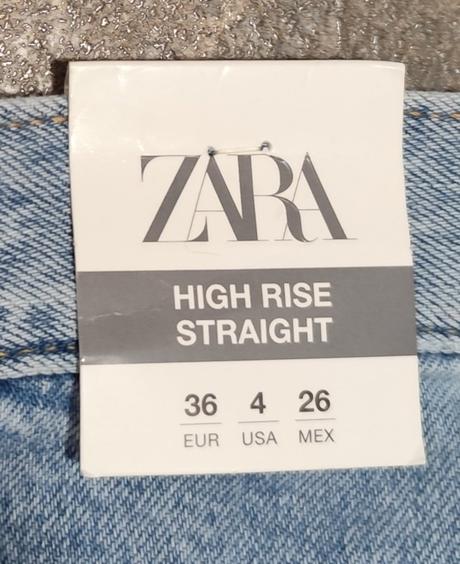 ZARA
HIGH RISE
STRAIGHT
36 4 26
EUR USA MEX